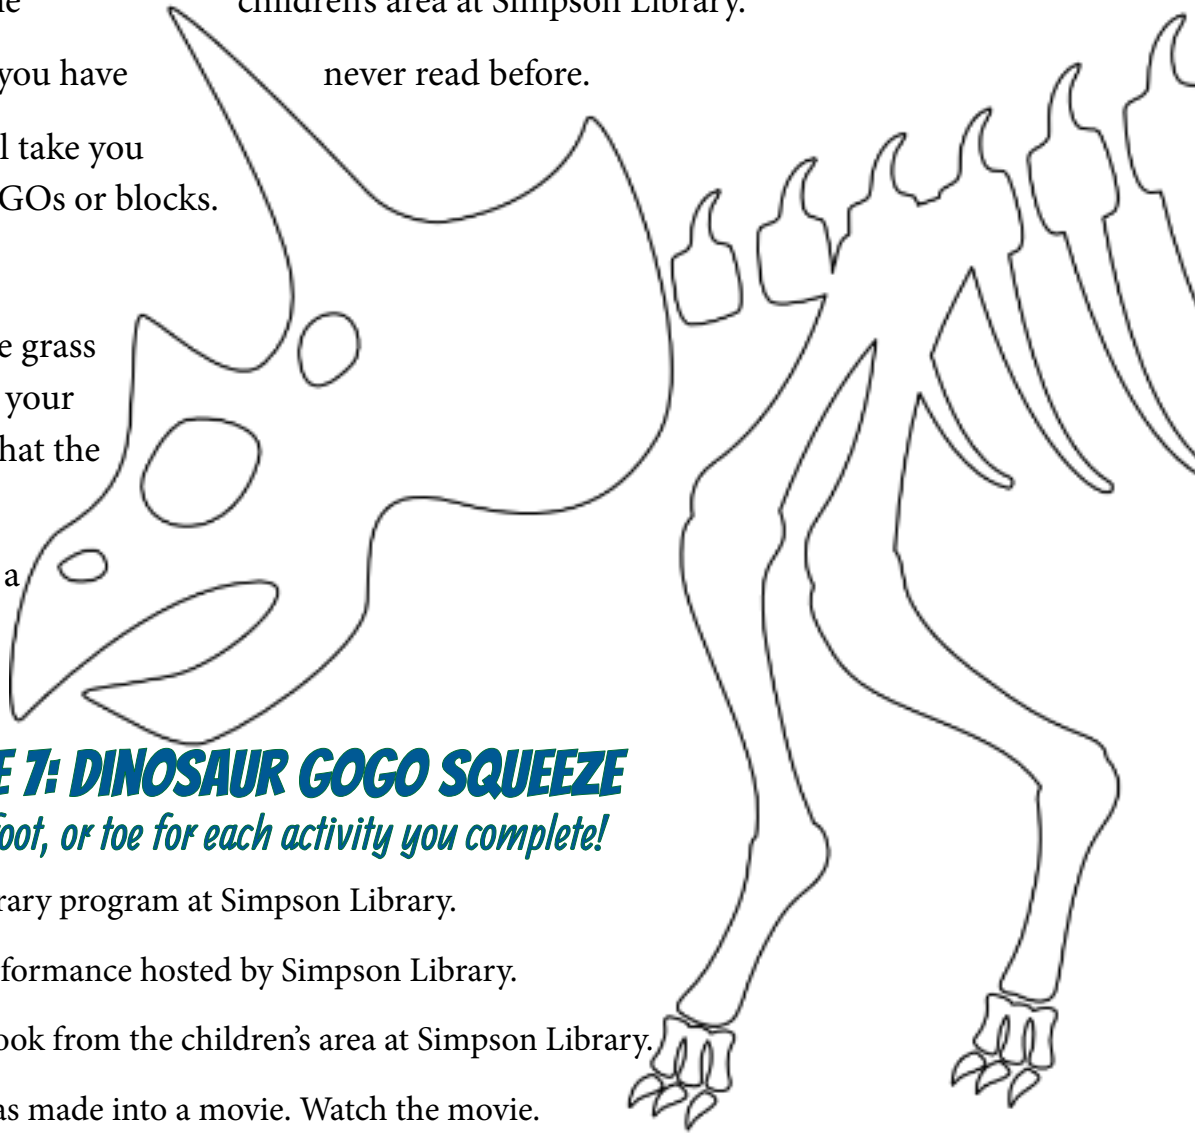 children's area at Simpson Library.
you have never read before.
take you
GOs or blocks.
grass
your
hat the
a
E 7: DINOSAUR GOGO SQUEEZE
foot, or toe for each activity you complete!
rary program at Simpson Library.
formance hosted by Simpson Library.
ook from the children’s area at Simpson Library.
as made into a movie. Watch the movie.